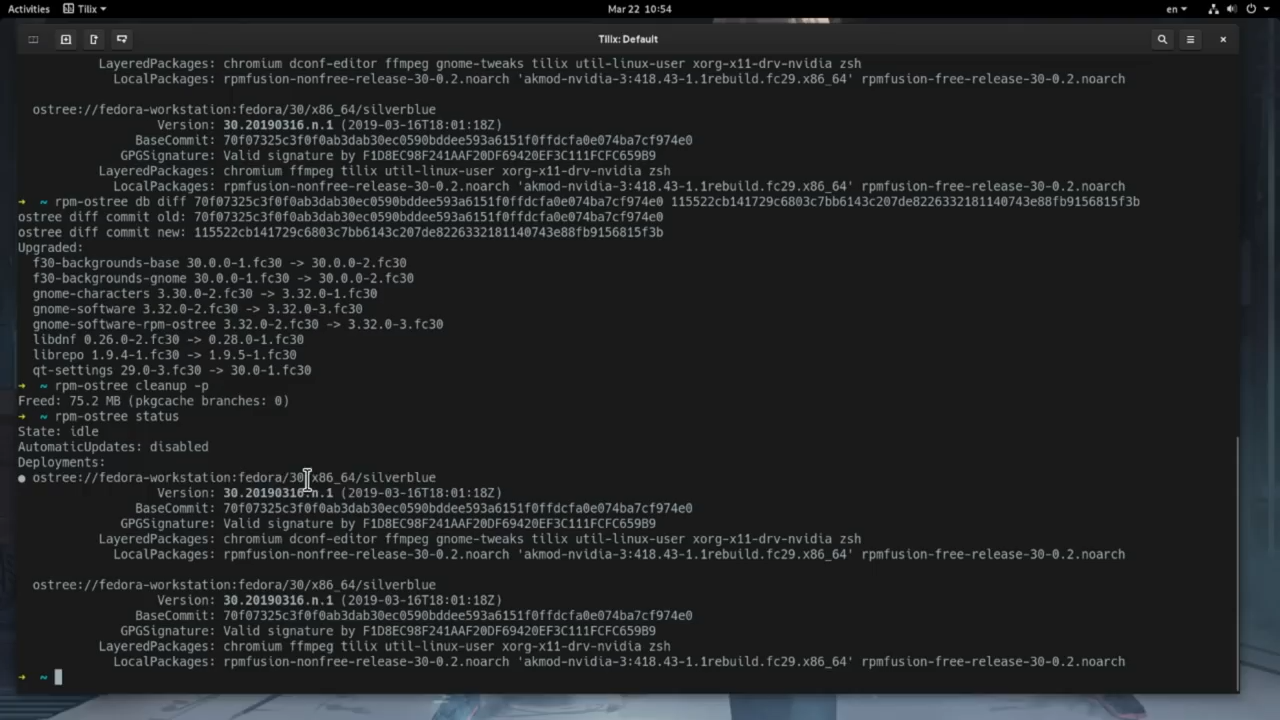 Activities Tilix Mar 22 10:54 en
Tilix: Default
LayeredPackages: chromium dconf-editor ffmpeg gnome-tweaks tilix util-linux-user xorg-x11-drv-nvidia zsh
LocalPackages: rpmfusion-nonfree-release-30-0.2.noarch 'akmod-nvidia-3:418.43-1.1rebuild.fc29.x86_64' rpmfusion-free-release-30-0.2.noarch
ostree://fedora-workstation:fedora/30/x86_64/silverblue
Version: 30.20190316.n.1 (2019-03-16T18:01:18Z)
BaseCommit: 70f07325c3f0f0ab3dab30ec0590bddee593a6151f0ffdcfa0e074ba7cf974e0
GPGSignature: Valid signature by F1D8EC98F241AAF20DF69420EF3C111FCFC659B9
LayeredPackages: chromium ffmpeg tilix util-linux-user xorg-x11-drv-nvidia zsh
LocalPackages: rpmfusion-nonfree-release-30-0.2.noarch 'akmod-nvidia-3:418.43-1.1rebuild.fc29.x86_64' rpmfusion-free-release-30-0.2.noarch
➜ ~ rpm-ostree db diff 70f07325c3f0f0ab3dab30ec0590bddee593a6151f0ffdcfa0e074ba7cf974e0 115522cb141729c6803c7bb6143c207de8226332181140743e88fb9156815f3b
ostree diff commit old: 70f07325c3f0f0ab3dab30ec0590bddee593a6151f0ffdcfa0e074ba7cf974e0
ostree diff commit new: 115522cb141729c6803c7bb6143c207de8226332181140743e88fb9156815f3b
Upgraded:
f30-backgrounds-base 30.0.0-1.fc30 -> 30.0.0-2.fc30
f30-backgrounds-gnome 30.0.0-1.fc30 -> 30.0.0-2.fc30
gnome-characters 3.30.0-2.fc30 -> 3.32.0-1.fc30
gnome-software 3.32.0-2.fc30 -> 3.32.0-3.fc30
gnome-software-rpm-ostree 3.32.0-2.fc30 -> 3.32.0-3.fc30
libdnf 0.26.0-2.fc30 -> 0.28.0-1.fc30
librepo 1.9.4-1.fc30 -> 1.9.5-1.fc30
qt-settings 29.0-3.fc30 -> 30.0-1.fc30
➜ ~ rpm-ostree cleanup -p
Freed: 75.2 MB (pkgcache branches: 0)
➜ ~ rpm-ostree status
State: idle
AutomaticUpdates: disabled
Deployments:
● ostree://fedora-workstation:fedora/30/x86_64/silverblue
Version: 30.20190316.n.1 (2019-03-16T18:01:18Z)
BaseCommit: 70f07325c3f0f0ab3dab30ec0590bddee593a6151f0ffdcfa0e074ba7cf974e0
GPGSignature: Valid signature by F1D8EC98F241AAF20DF69420EF3C111FCFC659B9
LayeredPackages: chromium dconf-editor ffmpeg gnome-tweaks tilix util-linux-user xorg-x11-drv-nvidia zsh
LocalPackages: rpmfusion-nonfree-release-30-0.2.noarch 'akmod-nvidia-3:418.43-1.1rebuild.fc29.x86_64' rpmfusion-free-release-30-0.2.noarch
ostree://fedora-workstation:fedora/30/x86_64/silverblue
Version: 30.20190316.n.1 (2019-03-16T18:01:18Z)
BaseCommit: 70f07325c3f0f0ab3dab30ec0590bddee593a6151f0ffdcfa0e074ba7cf974e0
GPGSignature: Valid signature by F1D8EC98F241AAF20DF69420EF3C111FCFC659B9
LayeredPackages: chromium ffmpeg tilix util-linux-user xorg-x11-drv-nvidia zsh
LocalPackages: rpmfusion-nonfree-release-30-0.2.noarch 'akmod-nvidia-3:418.43-1.1rebuild.fc29.x86_64' rpmfusion-free-release-30-0.2.noarch
➜ ~